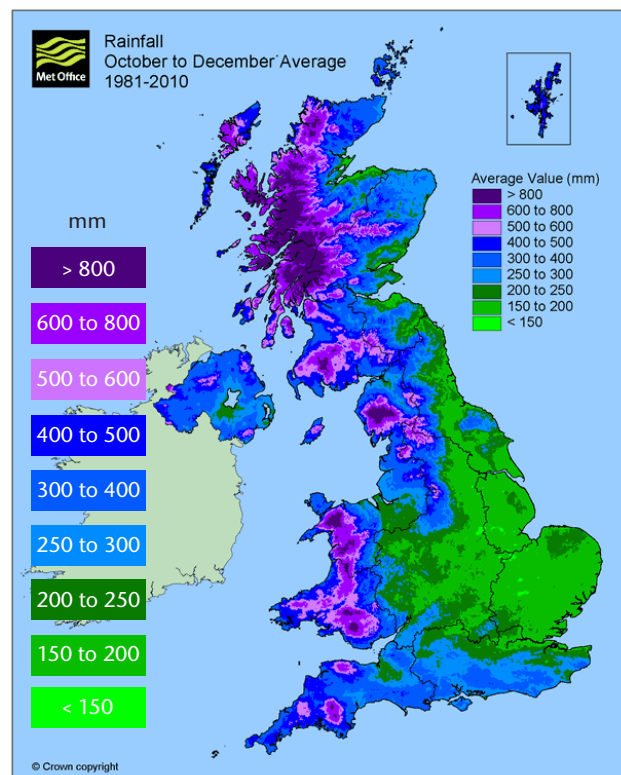 Met Office
Rainfall
October to December Average
1981-2010
Average Value (mm)
> 800
600 to 800
500 to 600
400 to 500
300 to 400
250 to 300
200 to 250
150 to 200
< 150
mm
> 800
600 to 800
500 to 600
400 to 500
300 to 400
250 to 300
200 to 250
150 to 200
< 150
© Crown copyright